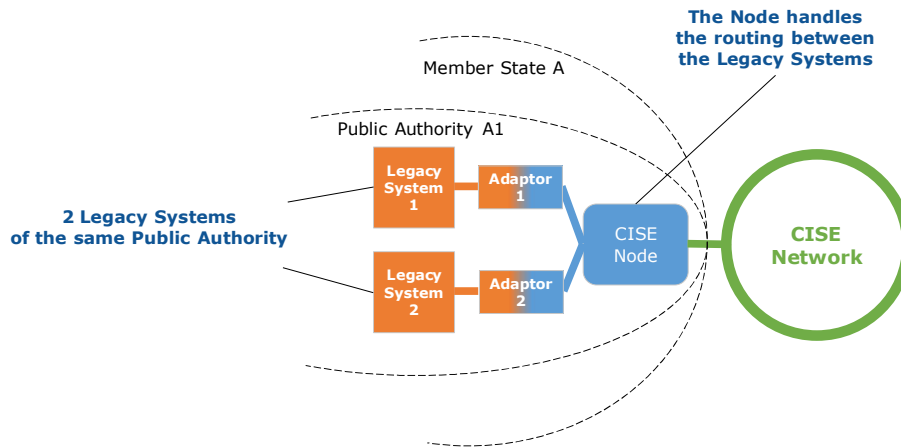 The Node handles
the routing between
the Legacy Systems
Member State A
Public Authority A1
Legacy
System
1
Adaptor
1
2 Legacy Systems
of the same Public Authority
CISE
Node
CISE
Network
Legacy
System
2
Adaptor
2